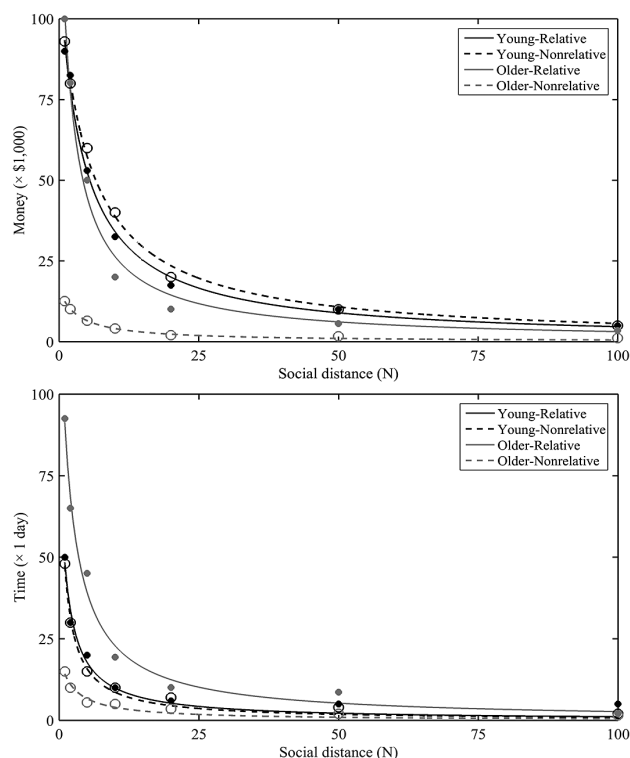 100
75
50
25
0
Money (× $1,000)
Young-Relative
Young-Nonrelative
Older-Relative
Older-Nonrelative
0 25 50 75 100
Social distance (N)
100
75
50
25
0
Time (× 1 day)
Young-Relative
Young-Nonrelative
Older-Relative
Older-Nonrelative
0 25 50 75 100
Social distance (N)